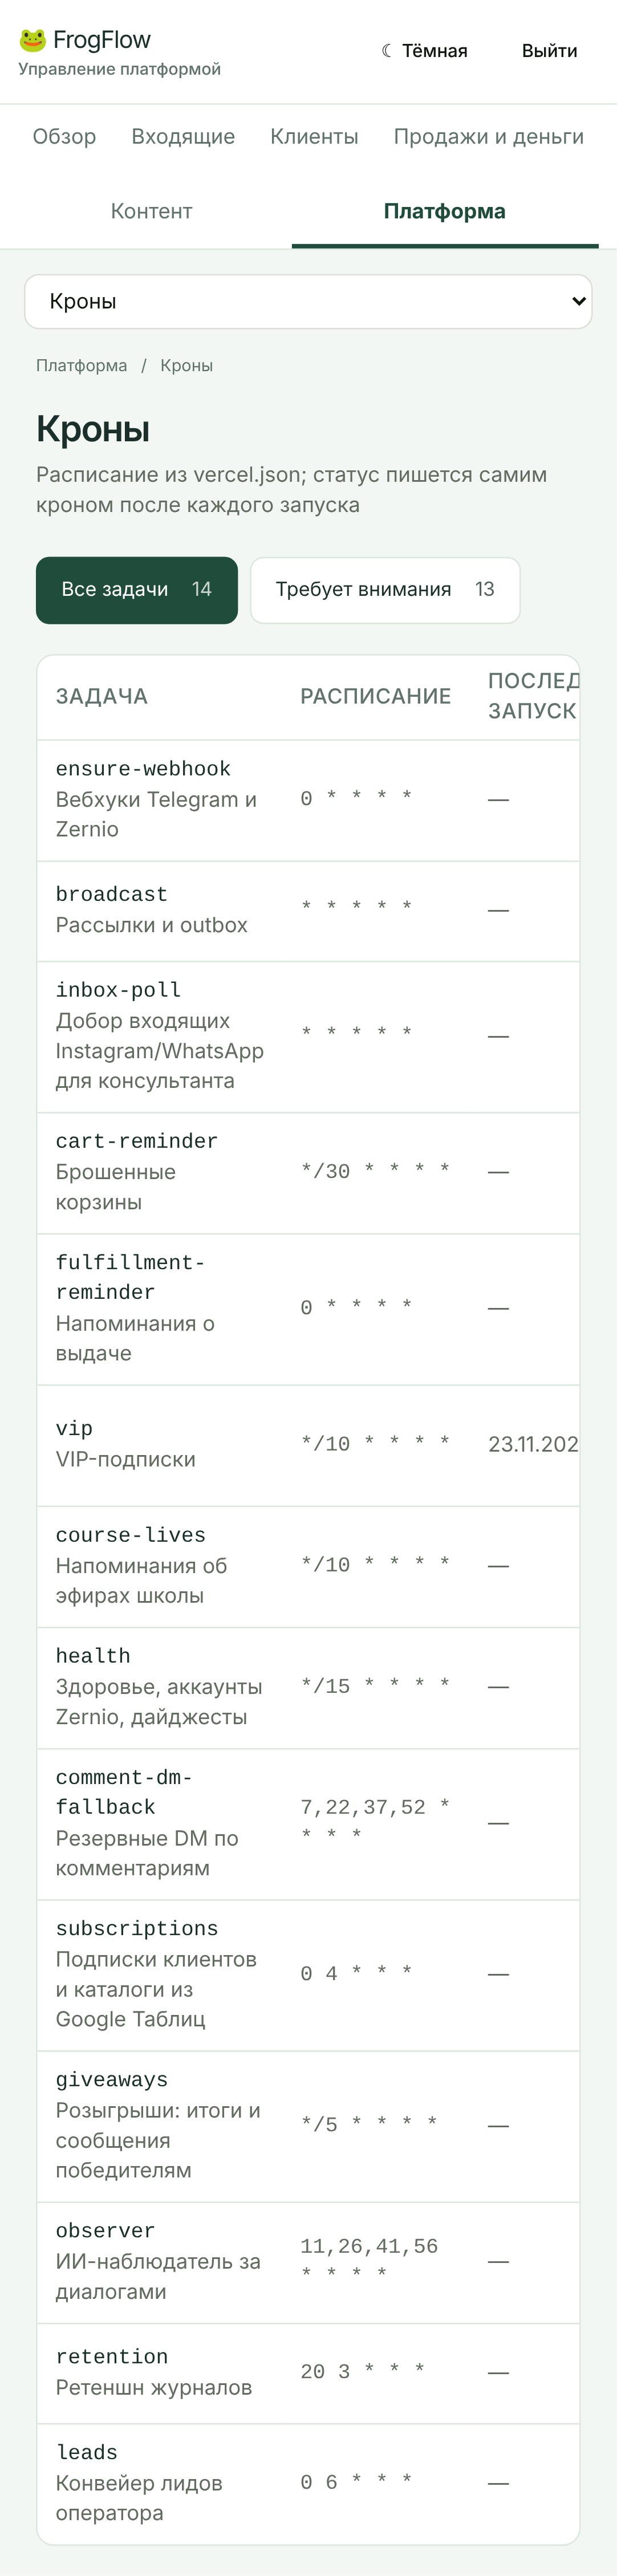 🐸 FrogFlow
Управление платформой
☾ Тёмная
Выйти
Обзор
Входящие
Клиенты
Продажи и деньги
Контент
Платформа
Кроны
Платформа / Кроны
Кроны
Расписание из vercel.json; статус пишется самим
кроном после каждого запуска
Все задачи 14
Требует внимания 13
ЗАДАЧА
РАСПИСАНИЕ
ПОСЛЕД
ЗАПУСК
ensure-webhook
Вебхуки Telegram и
Zernio
0 * * * *
—
broadcast
Рассылки и outbox
* * * * *
—
inbox-poll
Добор входящих
Instagram/WhatsApp
для консультанта
* * * * *
—
cart-reminder
Брошенные
корзины
*/30 * * * *
—
fulfillment-
reminder
Напоминания о
выдаче
0 * * * *
—
vip
VIP-подписки
*/10 * * * *
23.11.202
course-lives
Напоминания об
эфирах школы
*/10 * * * *
—
health
Здоровье, аккаунты
Zernio, дайджесты
*/15 * * * *
—
comment-dm-
fallback
Резервные DM по
комментариям
7,22,37,52 *
* * *
—
subscriptions
Подписки клиентов
и каталоги из
Google Таблиц
0 4 * * *
—
giveaways
Розыгрыши: итоги и
сообщения
победителям
*/5 * * * *
—
observer
ИИ-наблюдатель за
диалогами
11,26,41,56
* * * *
—
retention
Ретеншн журналов
20 3 * * *
—
leads
Конвейер лидов
оператора
0 6 * * *
—